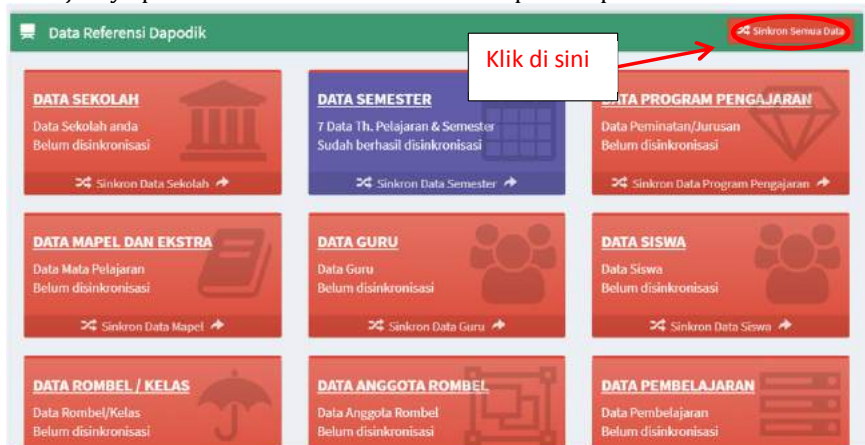 Data Referensi Dapodik
Sinkron Semua Data
Klik di sini
DATA SEKOLAH
Data Sekolah anda
Belum disinkronisasi
Sinkron Data Sekolah
DATA SEMESTER
7 Data Th. Pelajaran & Semester
Sudah berhasil disinkronisasi
Sinkron Data Semester
DATA PROGRAM PENGAJARAN
Data Peminatan/Jurusan
Belum disinkronisasi
Sinkron Data Program Pengajaran
DATA MAPEL DAN EKSTRA
Data Mata Pelajaran
Belum disinkronisasi
Sinkron Data Mapel
DATA GURU
Data Guru
Belum disinkronisasi
Sinkron Data Guru
DATA SISWA
Data Siswa
Belum disinkronisasi
Sinkron Data Siswa
DATA ROMBEL / KELAS
Data Rombel/Kelas
Belum disinkronisasi
DATA ANGGOTA ROMBEL
Data Anggota Rombel
Belum disinkronisasi
DATA PEMBELAJARAN
Data Pembelajaran
Belum disinkronisasi